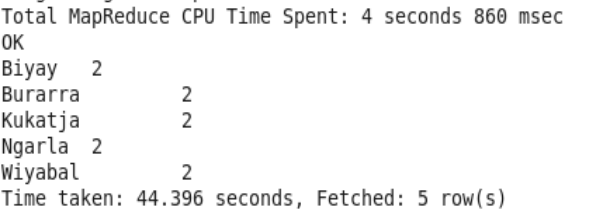 Total MapReduce CPU Time Spent: 4 seconds 860 msec
OK
Biyay	2
Burarra	2
Kukatja	2
Ngarla	2
Wiyabal	2
Time taken: 44.396 seconds, Fetched: 5 row(s)